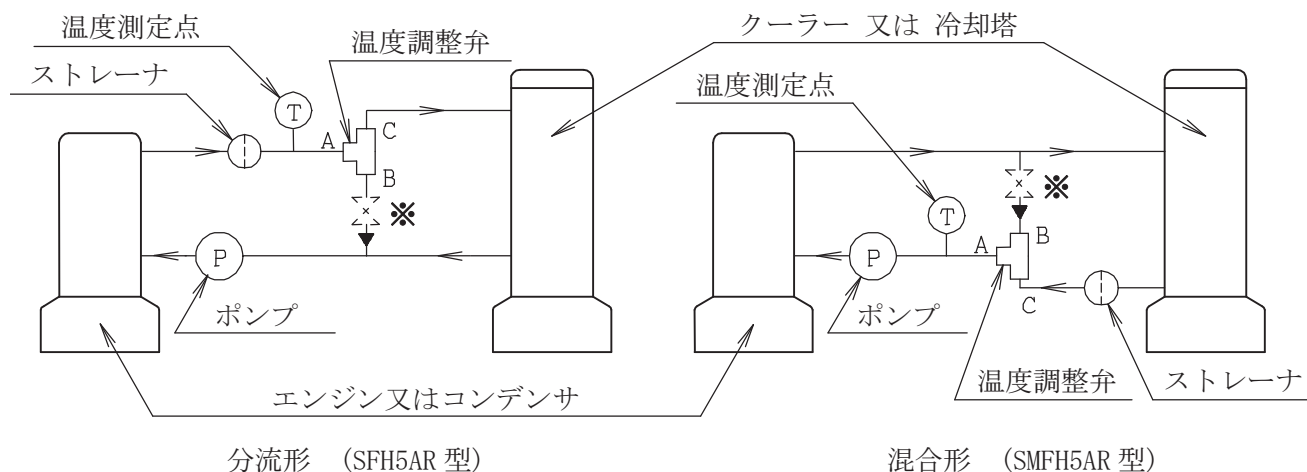 温度測定点
温度調整弁
ストレーナ
T
A
C
B
※
P
ポンプ
クーラー 又は 冷却塔
温度測定点
※
T
A
B
C
P
ポンプ
温度調整弁
ストレーナ
エンジン又はコンデンサ
分流形 (SFH5AR 型)
混合形 (SMFH5AR 型)